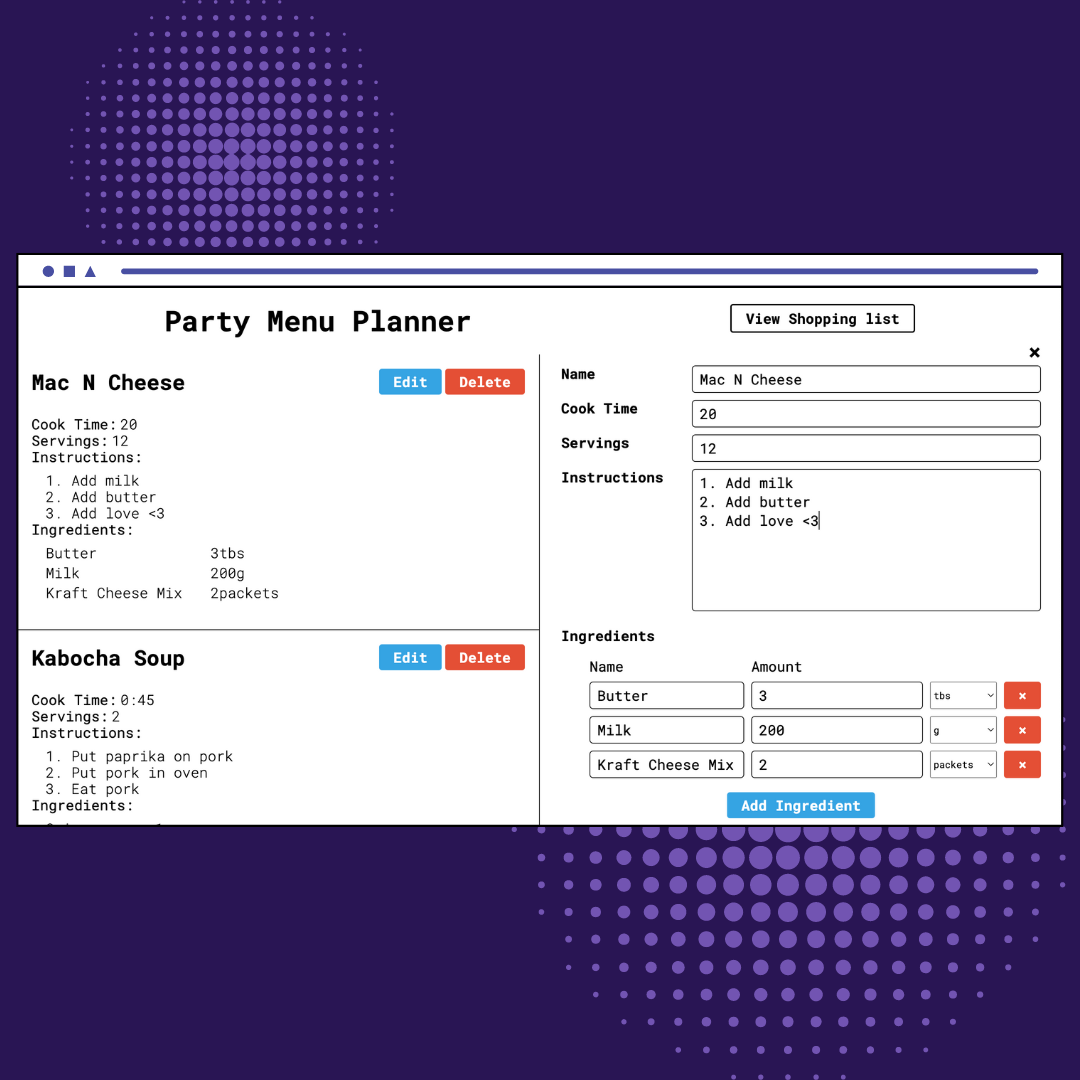 Party Menu Planner
View Shopping list
Mac N Cheese
Edit
Delete
Cook Time: 20
Servings: 12
Instructions:
1. Add milk
2. Add butter
3. Add love <3
Ingredients:
Butter 3tbs
Milk 200g
Kraft Cheese Mix 2packets
Kabocha Soup
Edit
Delete
Cook Time: 0:45
Servings: 2
Instructions:
1. Put paprika on pork
2. Put pork in oven
3. Eat pork
Ingredients:
×
Name Mac N Cheese
Cook Time 20
Servings 12
Instructions
1. Add milk
2. Add butter
3. Add love <3
Ingredients
Name Amount
Butter 3 tbs ×
Milk 200 g ×
Kraft Cheese Mix 2 packets ×
Add Ingredient